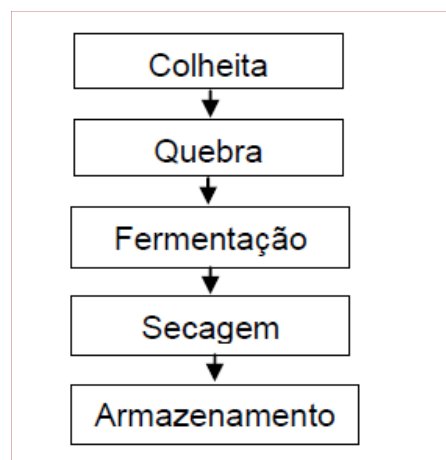 Colheita
Quebra
Fermentação
Secagem
Armazenamento